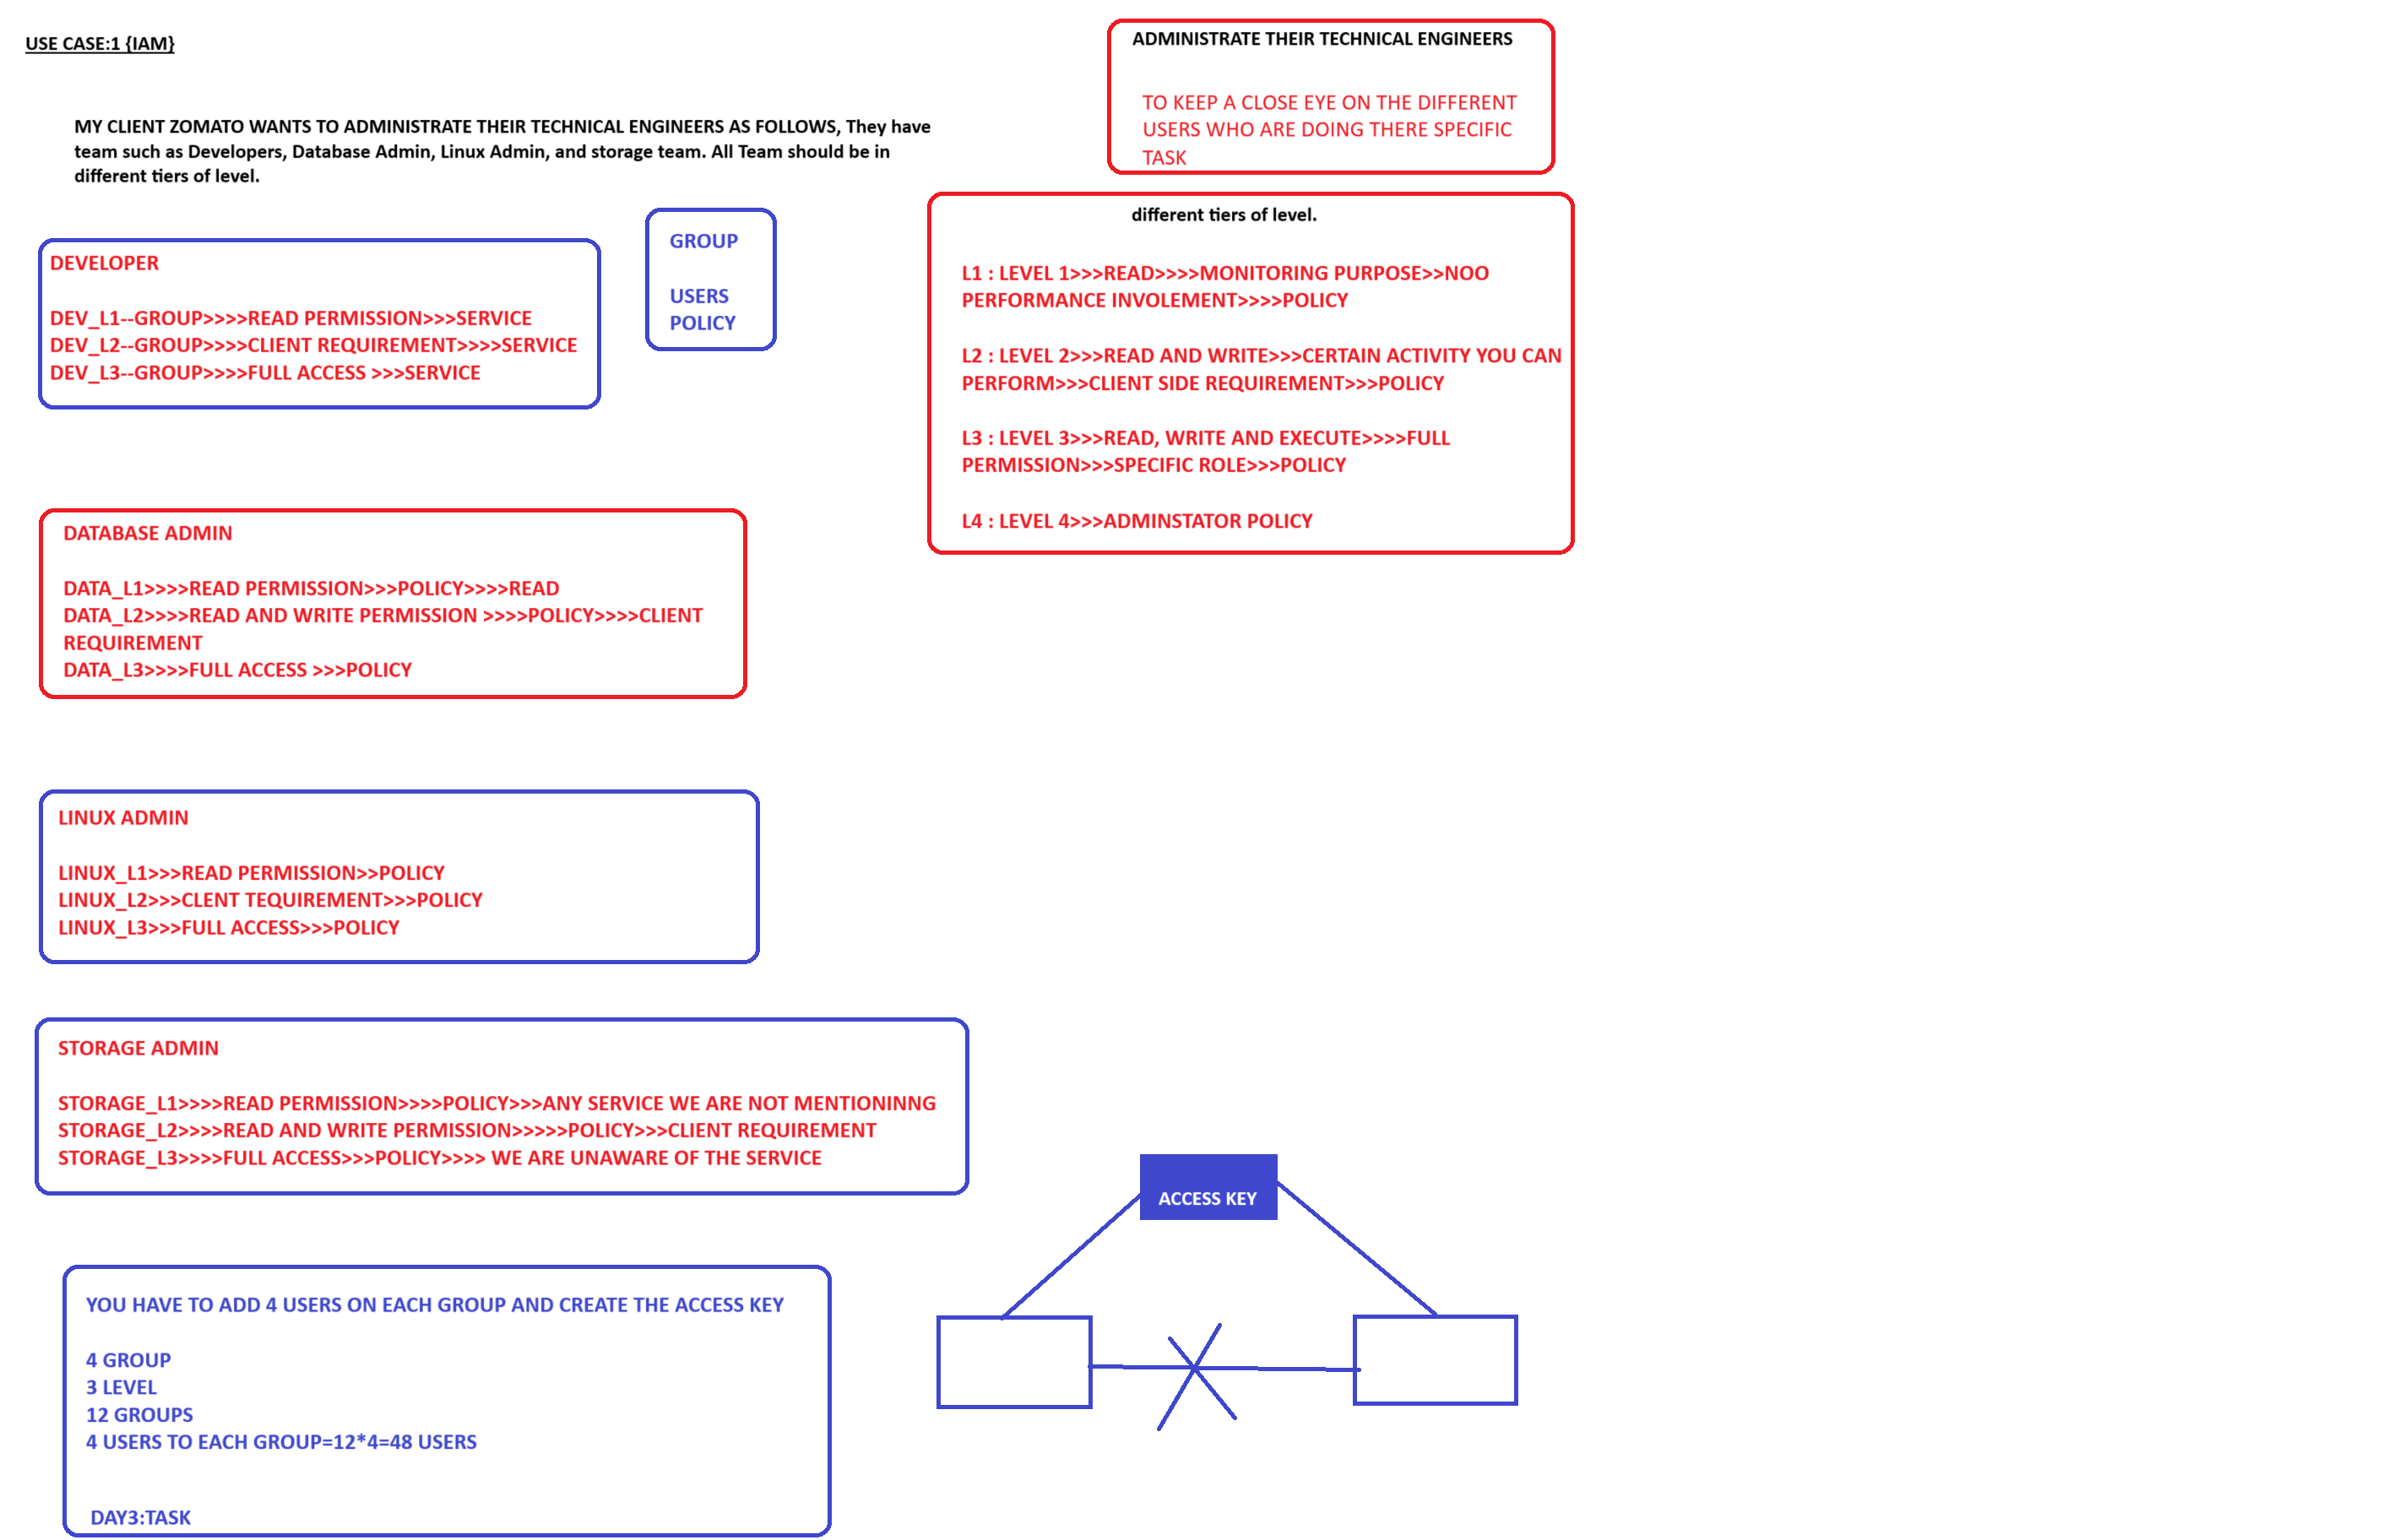 USE CASE:1 {IAM}
MY CLIENT ZOMATO WANTS TO ADMINISTRATE THEIR TECHNICAL ENGINEERS AS FOLLOWS, They have
team such as Developers, Database Admin, Linux Admin, and storage team. All Team should be in
different tiers of level.
ADMINISTRATE THEIR TECHNICAL ENGINEERS
TO KEEP A CLOSE EYE ON THE DIFFERENT
USERS WHO ARE DOING THERE SPECIFIC
TASK
GROUP
USERS
POLICY
different tiers of level.
L1 : LEVEL 1>>>READ>>>>MONITORING PURPOSE>>NOO
PERFORMANCE INVOLEMENT>>>>POLICY
L2 : LEVEL 2>>>READ AND WRITE>>>CERTAIN ACTIVITY YOU CAN
PERFORM>>>CLIENT SIDE REQUIREMENT>>>POLICY
L3 : LEVEL 3>>>READ, WRITE AND EXECUTE>>>>FULL
PERMISSION>>>SPECIFIC ROLE>>>POLICY
L4 : LEVEL 4>>>ADMINSTATOR POLICY
DEVELOPER
DEV_L1--GROUP>>>>READ PERMISSION>>>SERVICE
DEV_L2--GROUP>>>>CLIENT REQUIREMENT>>>>SERVICE
DEV_L3--GROUP>>>>FULL ACCESS >>>SERVICE
DATABASE ADMIN
DATA_L1>>>>READ PERMISSION>>>POLICY>>>>READ
DATA_L2>>>>READ AND WRITE PERMISSION >>>>POLICY>>>>CLIENT
REQUIREMENT
DATA_L3>>>>FULL ACCESS >>>POLICY
LINUX ADMIN
LINUX_L1>>>READ PERMISSION>>POLICY
LINUX_L2>>>CLENT TEQUIREMENT>>>POLICY
LINUX_L3>>>FULL ACCESS>>>POLICY
STORAGE ADMIN
STORAGE_L1>>>>READ PERMISSION>>>>POLICY>>>ANY SERVICE WE ARE NOT MENTIONINNG
STORAGE_L2>>>>READ AND WRITE PERMISSION>>>>>POLICY>>>CLIENT REQUIREMENT
STORAGE_L3>>>>FULL ACCESS>>>POLICY>>>> WE ARE UNAWARE OF THE SERVICE
ACCESS KEY
YOU HAVE TO ADD 4 USERS ON EACH GROUP AND CREATE THE ACCESS KEY
4 GROUP
3 LEVEL
12 GROUPS
4 USERS TO EACH GROUP=12*4=48 USERS
DAY3:TASK